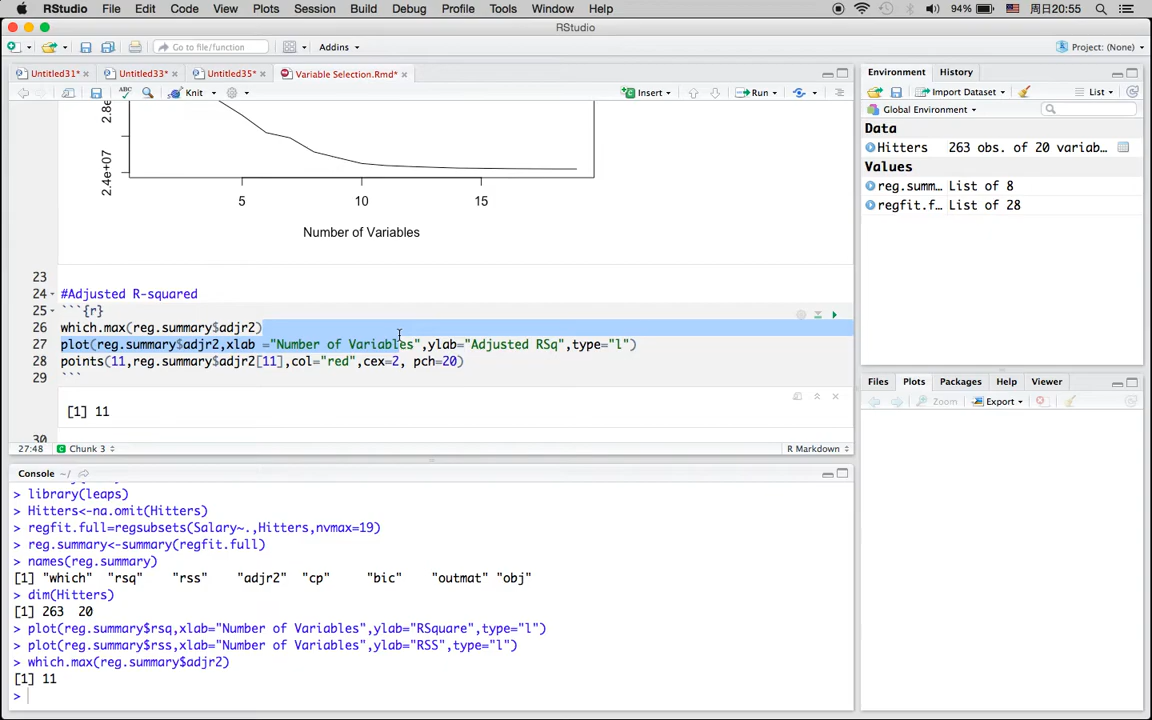 RStudio File Edit Code View Plots Session Build Debug Profile Tools Window Help 94% 周日20:55
RStudio
Go to file/function Addins Project: (None)
Untitled31* Untitled33* Untitled35* Variable Selection.Rmd*
Knit Insert Run
2.4e+07
5 10 15
Number of Variables
23
24 #Adjusted R-squared
25 ```{r}
26 which.max(reg.summary$adjr2)
27 plot(reg.summary$adjr2,xlab ="Number of Variables",ylab="Adjusted RSq",type="l")
28 points(11,reg.summary$adjr2[11],col="red",cex=2, pch=20)
29 ```
[1] 11
30
27:48 Chunk 3 R Markdown
Console ~/
> library(leaps)
> Hitters<-na.omit(Hitters)
> regfit.full=regsubsets(Salary~.,Hitters,nvmax=19)
> reg.summary<-summary(regfit.full)
> names(reg.summary)
[1] "which" "rsq" "rss" "adjr2" "cp" "bic" "outmat" "obj"
> dim(Hitters)
[1] 263 20
> plot(reg.summary$rsq,xlab="Number of Variables",ylab="RSquare",type="l")
> plot(reg.summary$rss,xlab="Number of Variables",ylab="RSS",type="l")
> which.max(reg.summary$adjr2)
[1] 11
>
Environment History
Import Dataset List
Global Environment
Data
Hitters 263 obs. of 20 variab…
Values
reg.summ… List of 8
regfit.f… List of 28
Files Plots Packages Help Viewer
Zoom Export